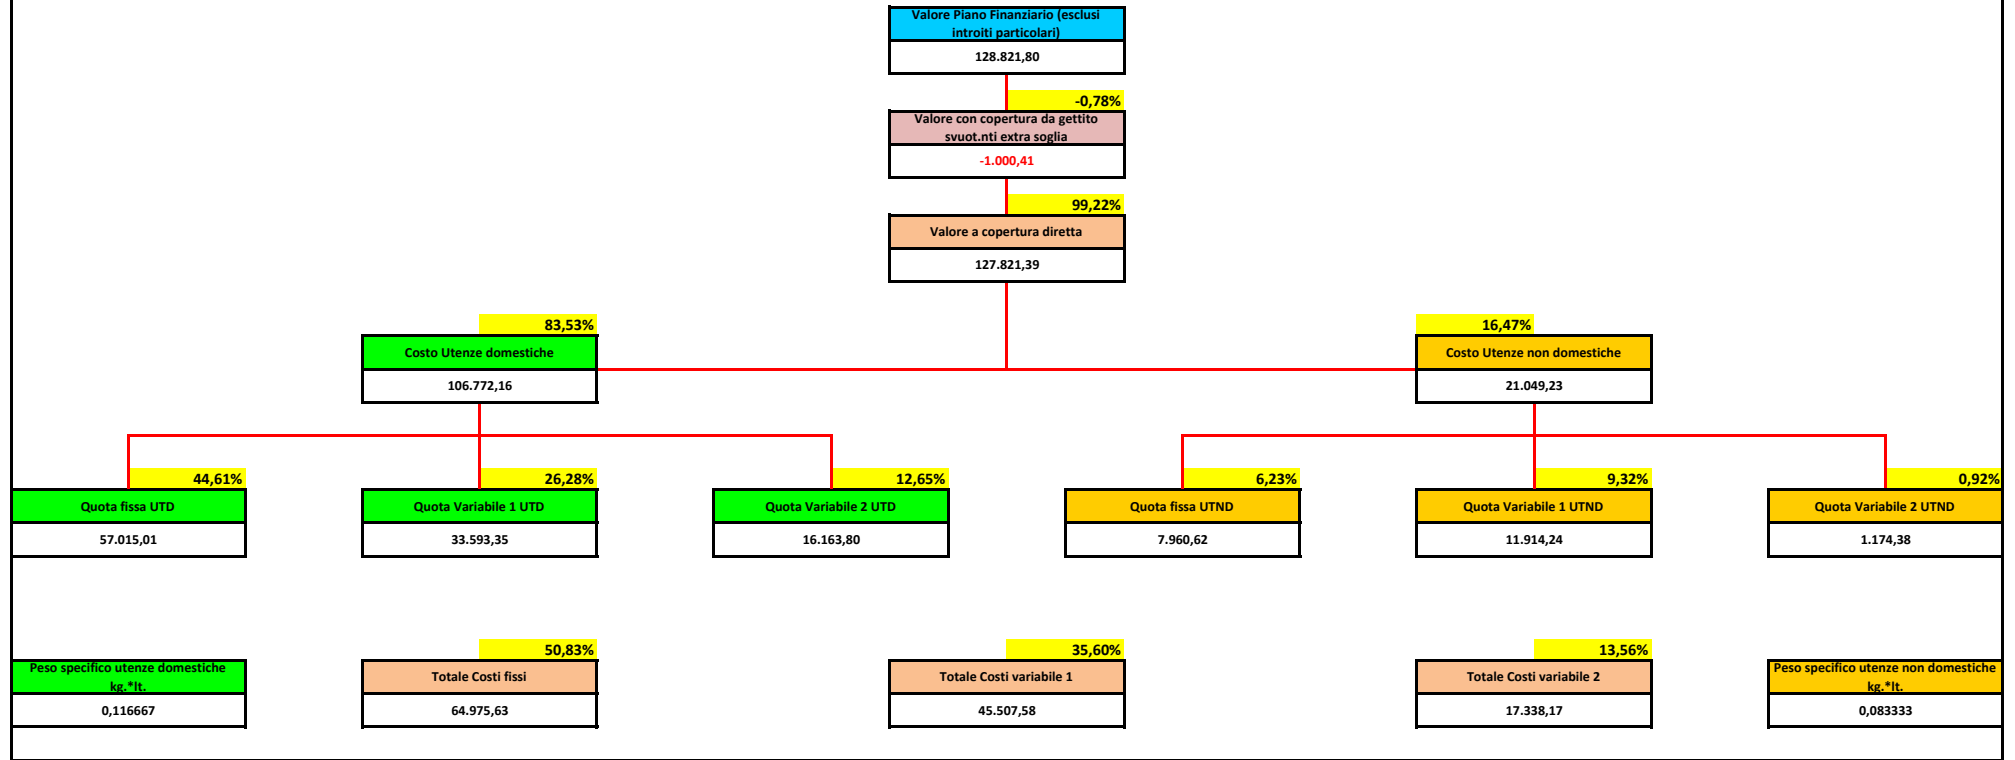 Valore Piano Finanziario (esclusi
introiti particolari)
128.821,80
-0,78%
Valore con copertura da gettito
svuot.nti extra soglia
-1.000,41
99,22%
Valore a copertura diretta
127.821,39
83,53%
16,47%
Costo Utenze domestiche
Costo Utenze non domestiche
106.772,16
21.049,23
44,61%
26,28%
12,65%
6,23%
9,32%
0,92%
Quota fissa UTD
Quota Variabile 1 UTD
Quota Variabile 2 UTD
Quota fissa UTND
Quota Variabile 1 UTND
Quota Variabile 2 UTND
57.015,01
33.593,35
16.163,80
7.960,62
11.914,24
1.174,38
50,83%
35,60%
13,56%
Peso specifico utenze domestiche
kg.*lt.
Totale Costi fissi
Totale Costi variabile 1
Totale Costi variabile 2
Peso specifico utenze non domestiche
kg.*lt.
0,116667
64.975,63
45.507,58
17.338,17
0,083333